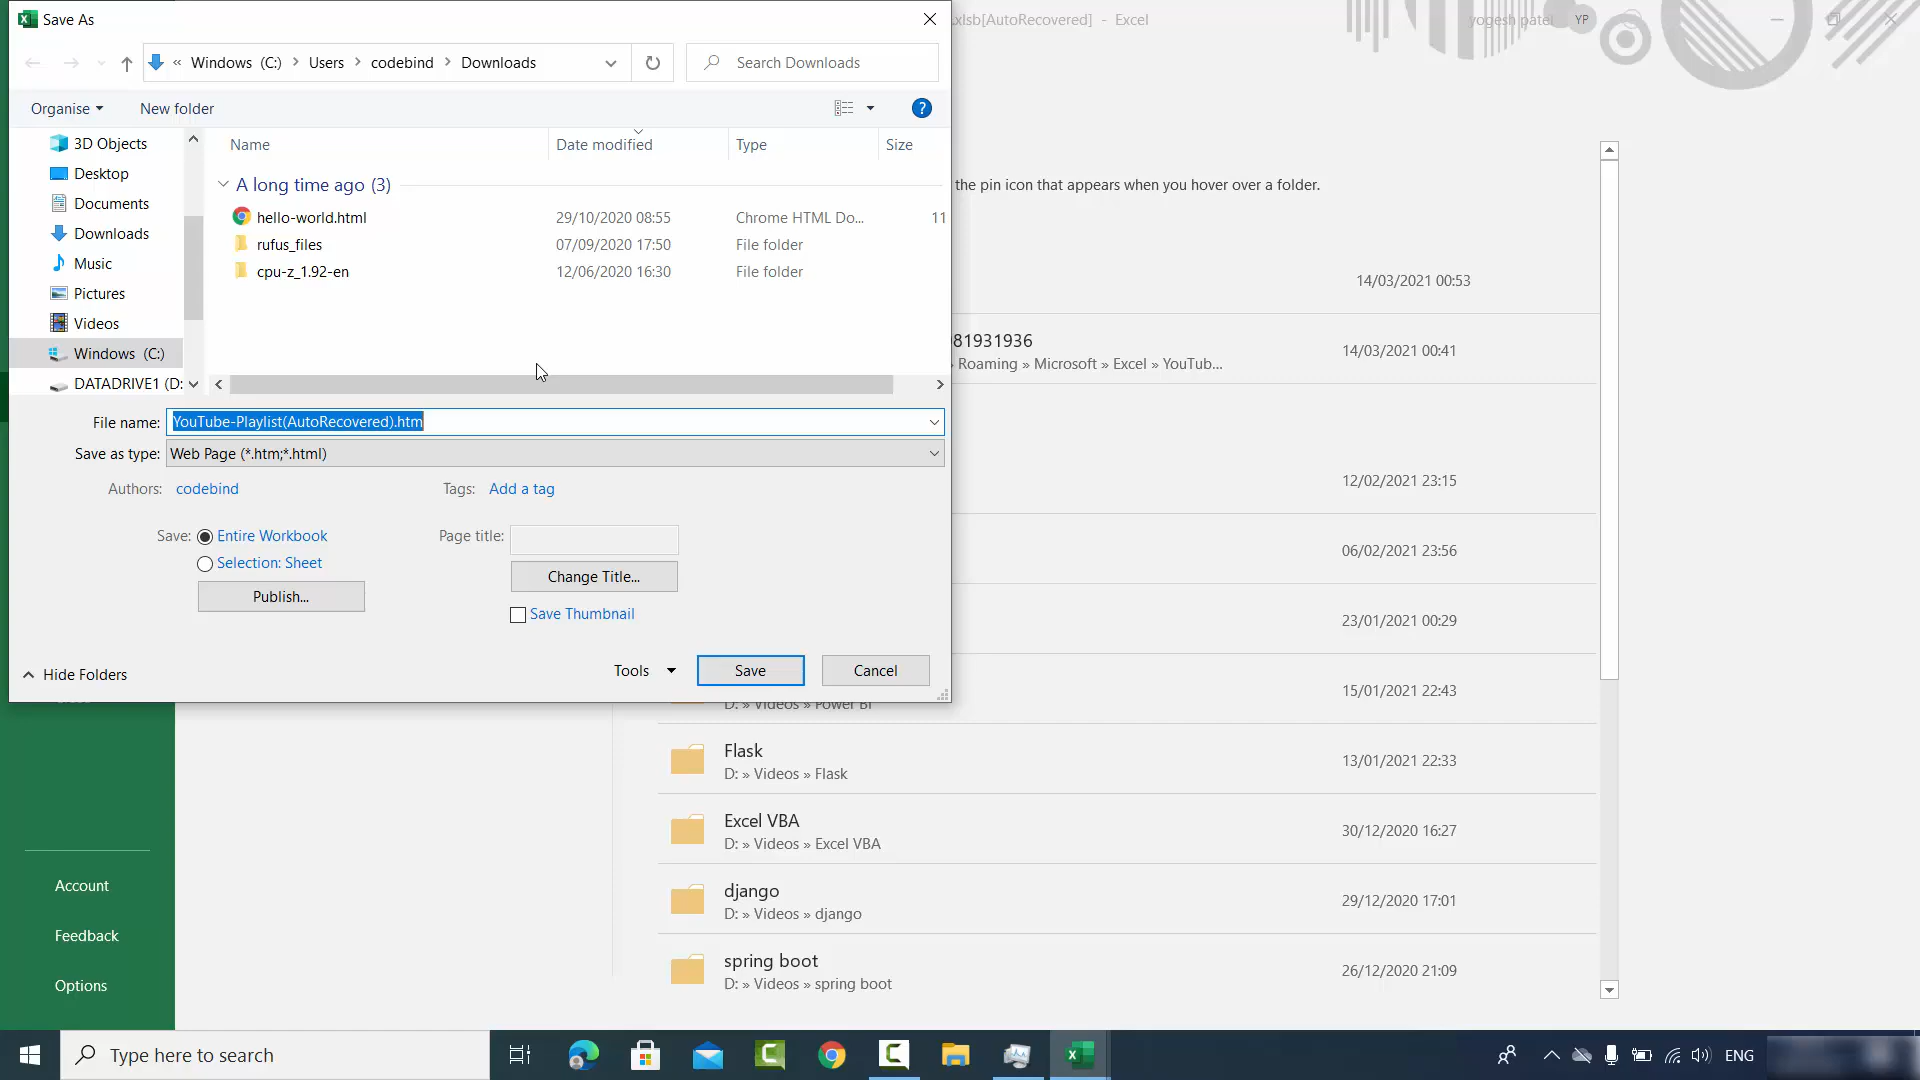 Save As
.xlsb[AutoRecovered] - Excel
yogesh patel
YP
« Windows (C:) > Users > codebind > Downloads
Search Downloads
Organise
New folder
?
3D Objects
Desktop
Documents
Downloads
Music
Pictures
Videos
Windows (C:)
DATADRIVE1 (D:
Name
Date modified
Type
Size
A long time ago (3)
hello-world.html 29/10/2020 08:55 Chrome HTML Do... 11
rufus_files 07/09/2020 17:50 File folder
cpu-z_1.92-en 12/06/2020 16:30 File folder
File name: YouTube-Playlist(AutoRecovered).htm
Save as type: Web Page (*.htm;*.html)
Authors: codebind
Tags: Add a tag
Save: Entire Workbook
Selection: Sheet
Publish...
Page title:
Change Title...
Save Thumbnail
Hide Folders
Tools
Save
Cancel
the pin icon that appears when you hover over a folder.
14/03/2021 00:53
81931936
Roaming » Microsoft » Excel » YouTub...
14/03/2021 00:41
12/02/2021 23:15
06/02/2021 23:56
23/01/2021 00:29
15/01/2021 22:43
D: » Videos » Power BI
Flask
D: » Videos » Flask
13/01/2021 22:33
Excel VBA
D: » Videos » Excel VBA
30/12/2020 16:27
django
D: » Videos » django
29/12/2020 17:01
spring boot
D: » Videos » spring boot
26/12/2020 21:09
Account
Feedback
Options
Type here to search
ENG